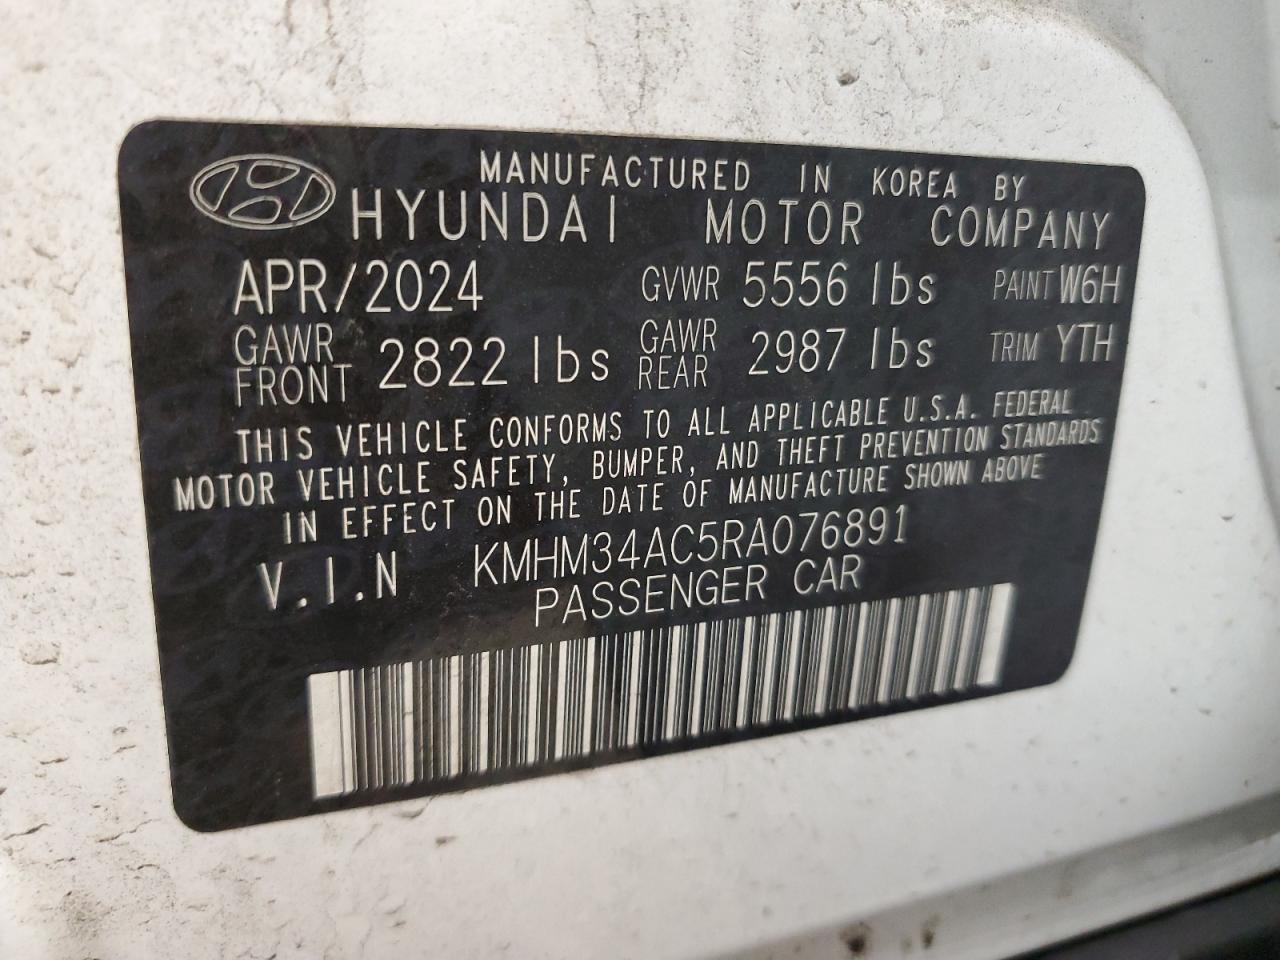 MANUFACTURED IN KOREA BY
HYUNDAI MOTOR COMPANY
APR/2024 GVWR 5556 lbs PAINT W6H
GAWR FRONT 2822 lbs GAWR REAR 2987 lbs TRIM YTH
THIS VEHICLE CONFORMS TO ALL APPLICABLE U.S.A. FEDERAL
MOTOR VEHICLE SAFETY, BUMPER, AND THEFT PREVENTION STANDARDS
IN EFFECT ON THE DATE OF MANUFACTURE SHOWN ABOVE
V.I.N KMHM34AC5RA076891
PASSENGER CAR